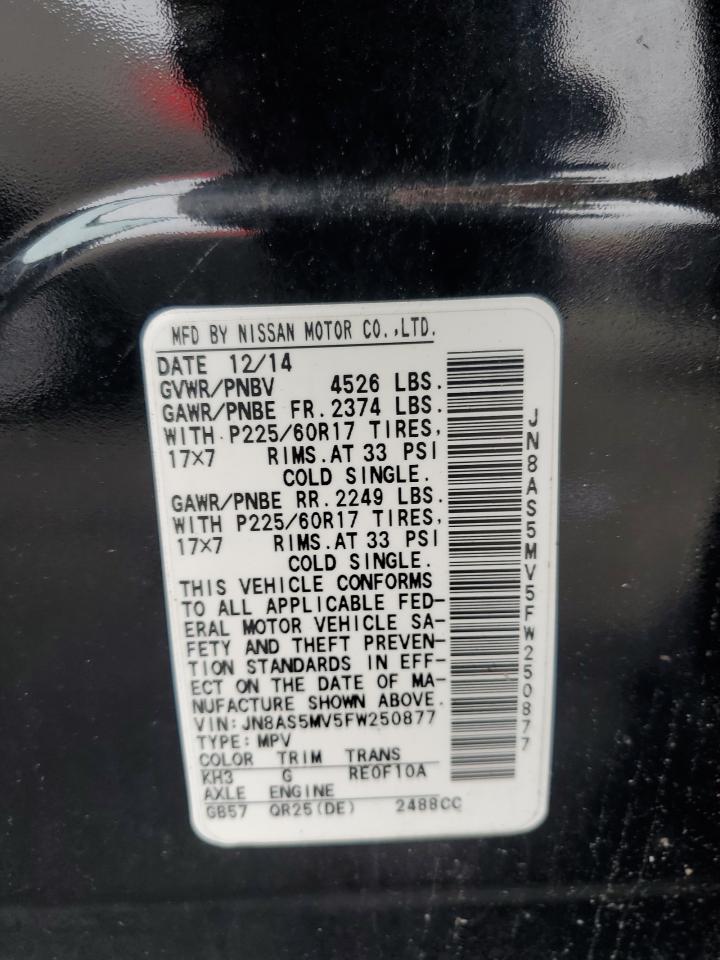 MFD BY NISSAN MOTOR CO.,LTD.
DATE 12/14
GVWR/PNBV 4526 LBS.
GAWR/PNBE FR. 2374 LBS.
WITH P225/60R17 TIRES,
17×7 RIMS.AT 33 PSI
COLD SINGLE.
GAWR/PNBE RR. 2249 LBS.
WITH P225/60R17 TIRES,
17×7 RIMS.AT 33 PSI
COLD SINGLE.
THIS VEHICLE CONFORMS
TO ALL APPLICABLE FED-
ERAL MOTOR VEHICLE SA-
FETY AND THEFT PREVEN-
TION STANDARDS IN EFF-
ECT ON THE DATE OF MA-
NUFACTURE SHOWN ABOVE.
VIN:JN8AS5MV5FW250877
TYPE:MPV
COLOR TRIM TRANS
KH3 G RE0F10A
AXLE ENGINE
GB57 QR25(DE) 2488CC
JN8AS5MV5FW250877